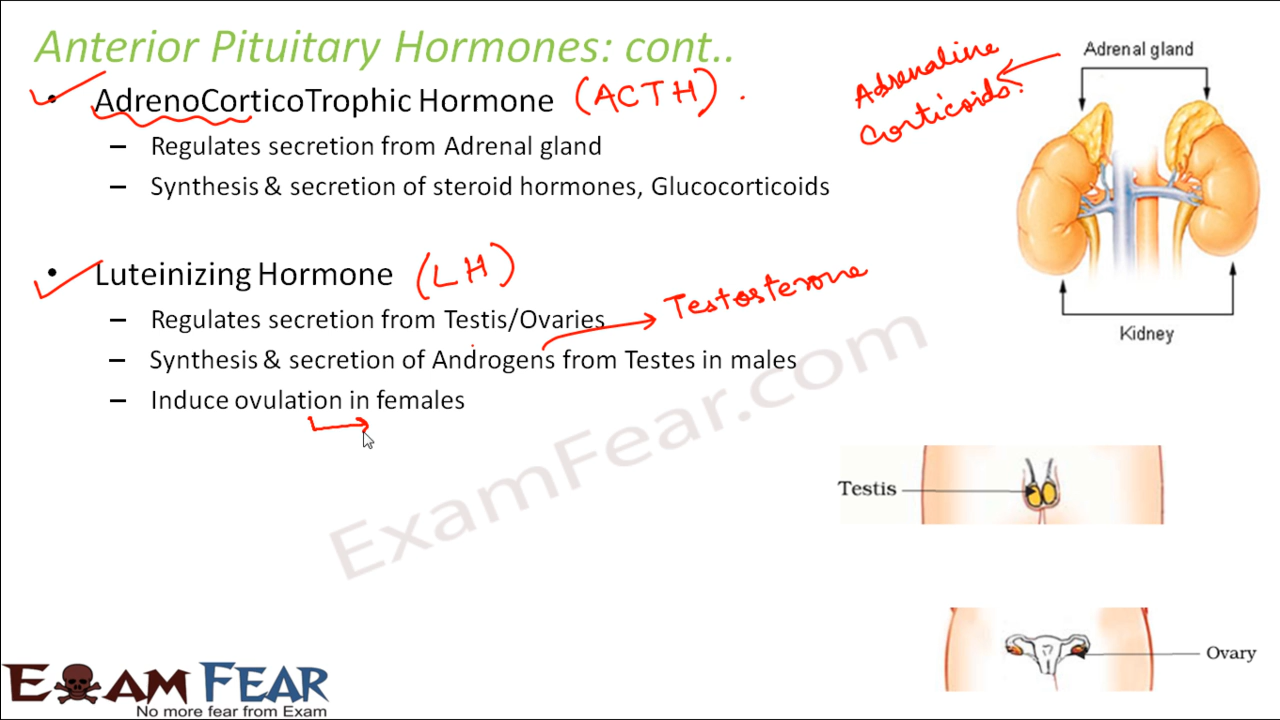 Anterior Pituitary Hormones: cont..
• AdrenoCorticoTrophic Hormone (ACTH).
– Regulates secretion from Adrenal gland
– Synthesis & secretion of steroid hormones, Glucocorticoids
Adrenaline
Corticoids.
Adrenal gland
Kidney
• Luteinizing Hormone (LH)
– Regulates secretion from Testis/Ovaries
Testosterone
– Synthesis & secretion of Androgens from Testes in males
– Induce ovulation in females
ExamFear.com
Testis
Ovary
EXAM FEAR
No more fear from Exam